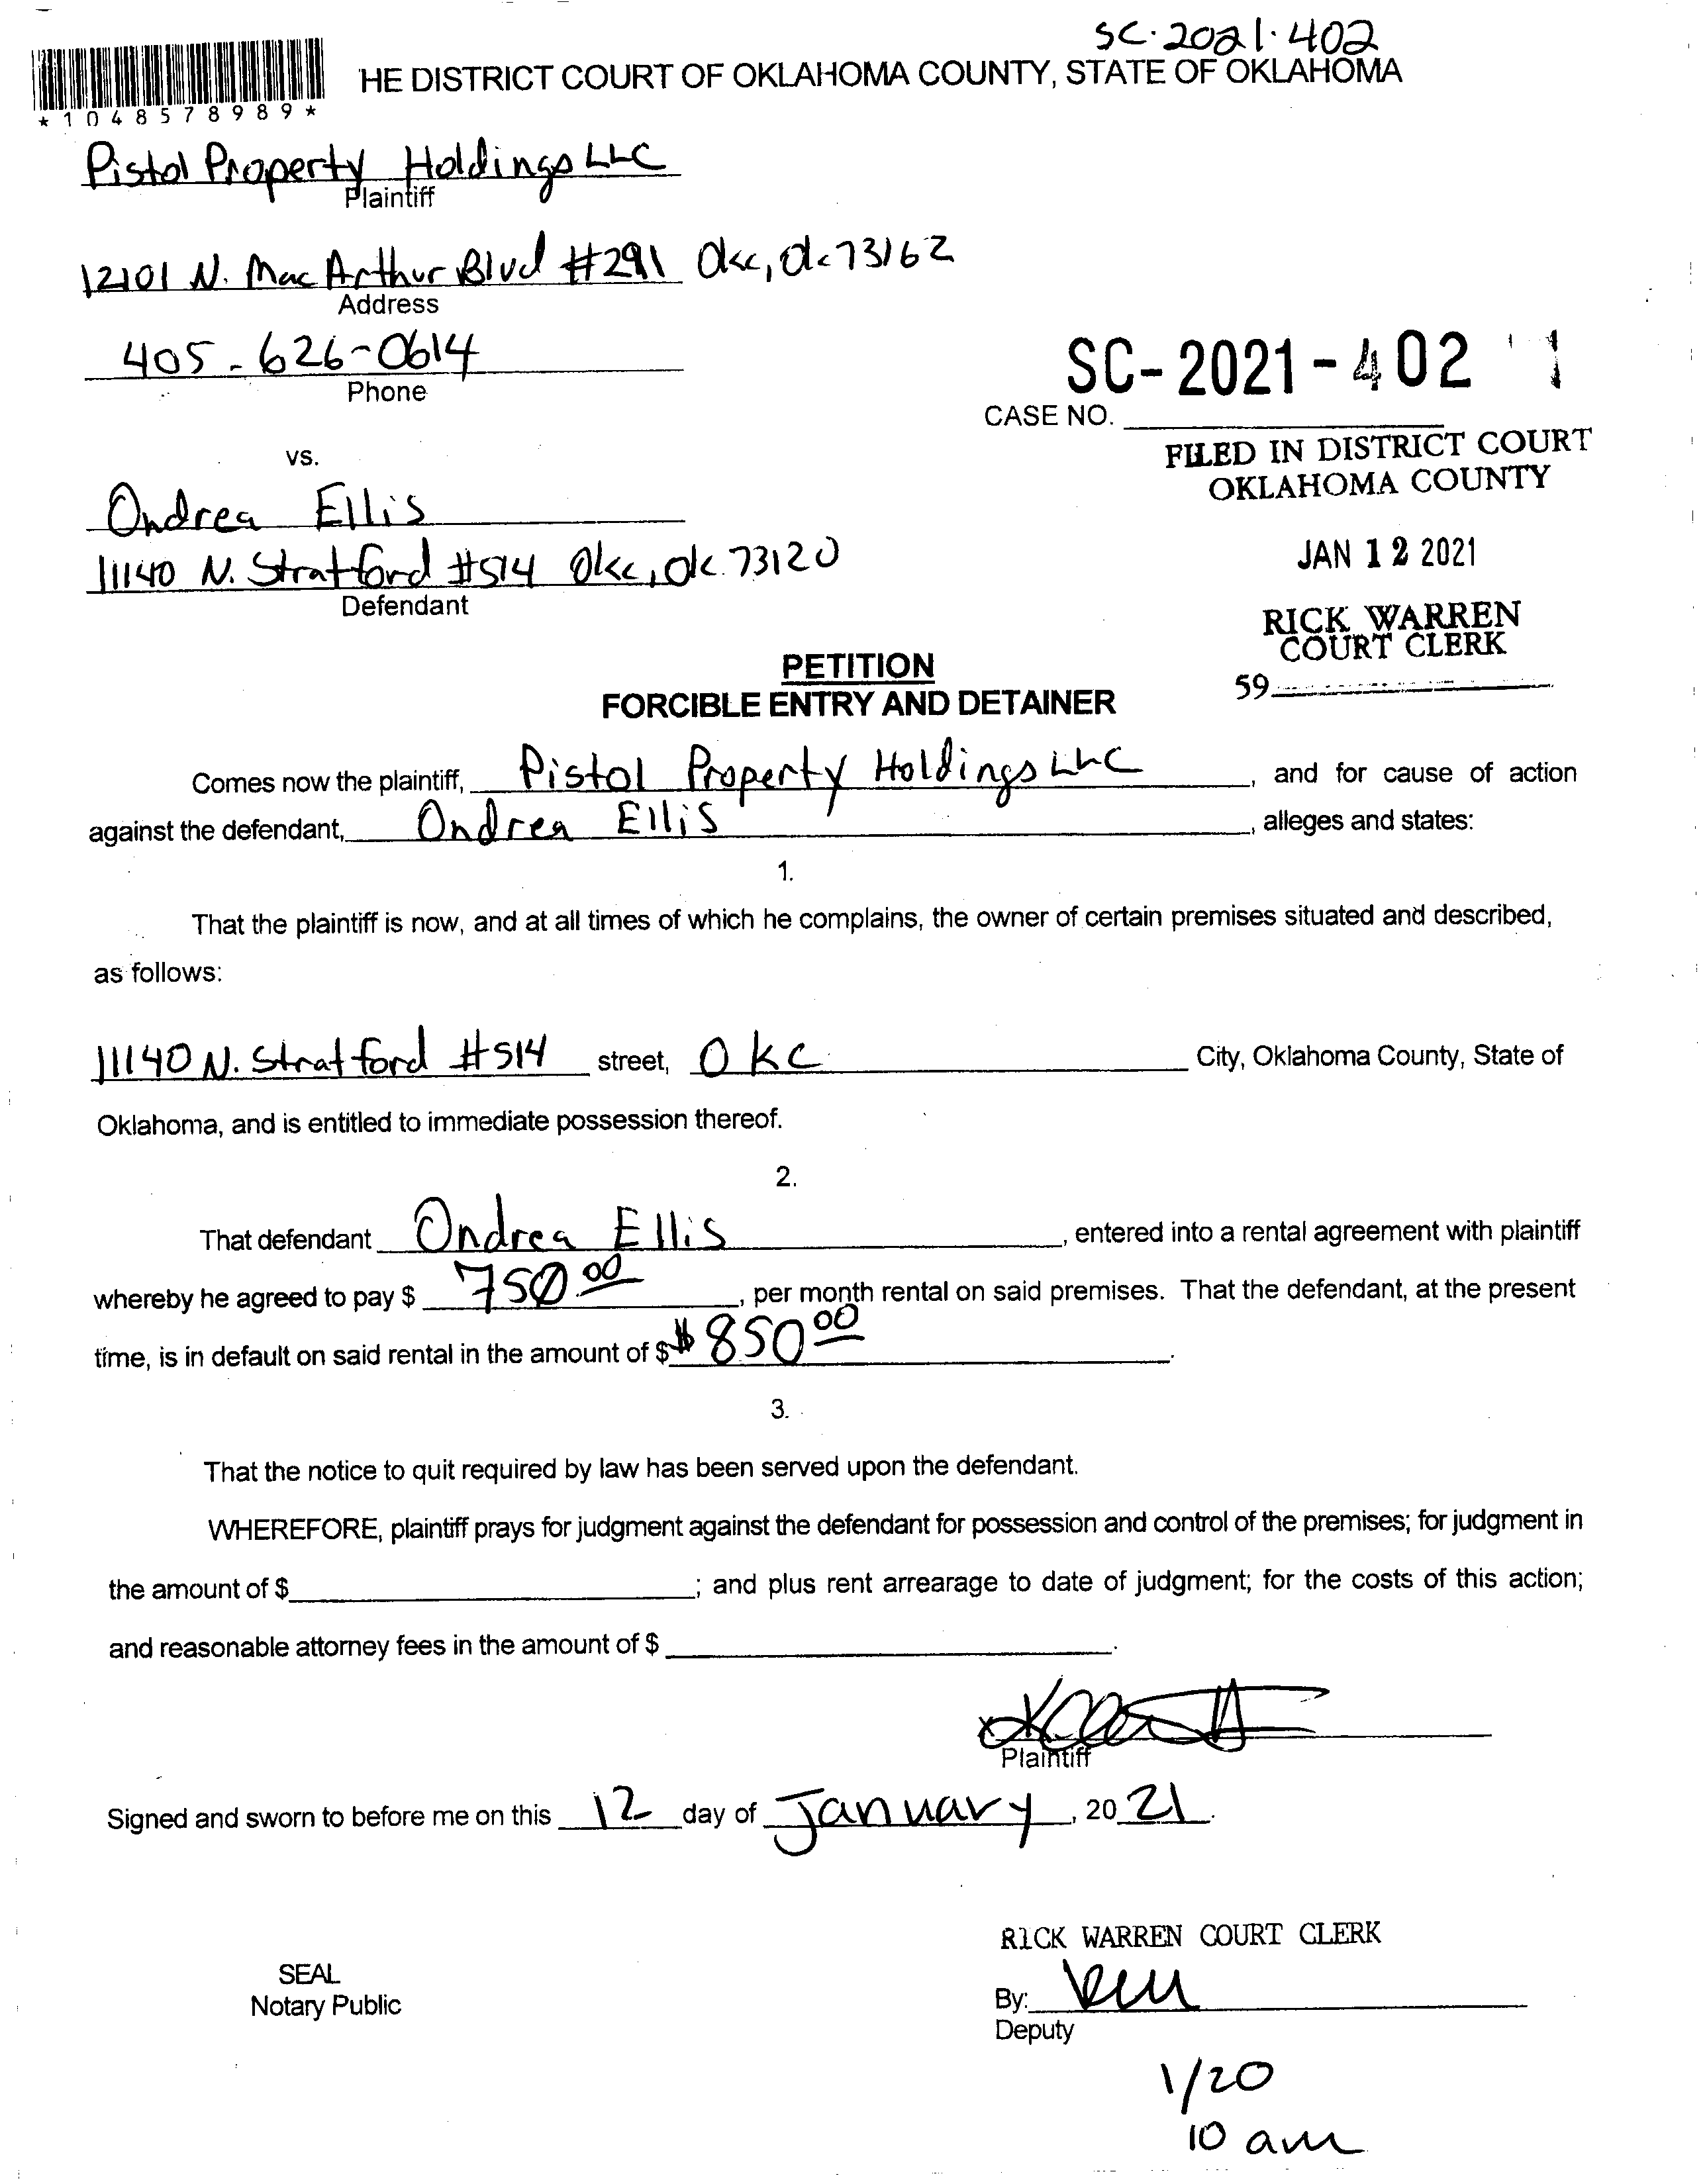 SC·2021·402
*1048578989*
HE DISTRICT COURT OF OKLAHOMA COUNTY, STATE OF OKLAHOMA
Pistol Property Holdings LLC
Plaintiff
12101 N. MacArthur Blvd #291 Okc, Ok 73162
Address
405-626-0614
Phone
SC-2021-402
CASE NO.
FILED IN DISTRICT COURT
OKLAHOMA COUNTY
vs.
Ondrea Ellis
11140 N. Stratford #514 Okc, Ok. 73120
Defendant
JAN 12 2021
RICK WARREN
COURT CLERK
59
PETITION
FORCIBLE ENTRY AND DETAINER
Comes now the plaintiff, Pistol Property Holdings LLC, and for cause of action
against the defendant, Ondrea Ellis, alleges and states:
1.
That the plaintiff is now, and at all times of which he complains, the owner of certain premises situated and described,
as follows:
11140 N. Stratford #514 street, OKC City, Oklahoma County, State of
Oklahoma, and is entitled to immediate possession thereof.
2.
That defendant Ondrea Ellis, entered into a rental agreement with plaintiff
whereby he agreed to pay $ 750.00, per month rental on said premises. That the defendant, at the present
time, is in default on said rental in the amount of $ $850 00.
3.
That the notice to quit required by law has been served upon the defendant.
WHEREFORE, plaintiff prays for judgment against the defendant for possession and control of the premises; for judgment in
the amount of $ ; and plus rent arrearage to date of judgment; for the costs of this action;
and reasonable attorney fees in the amount of $ .
x
Plaintiff
Signed and sworn to before me on this 12 day of January, 20 21.
RICK WARREN COURT CLERK
SEAL
Notary Public
By:
Deputy
1/20
10 am